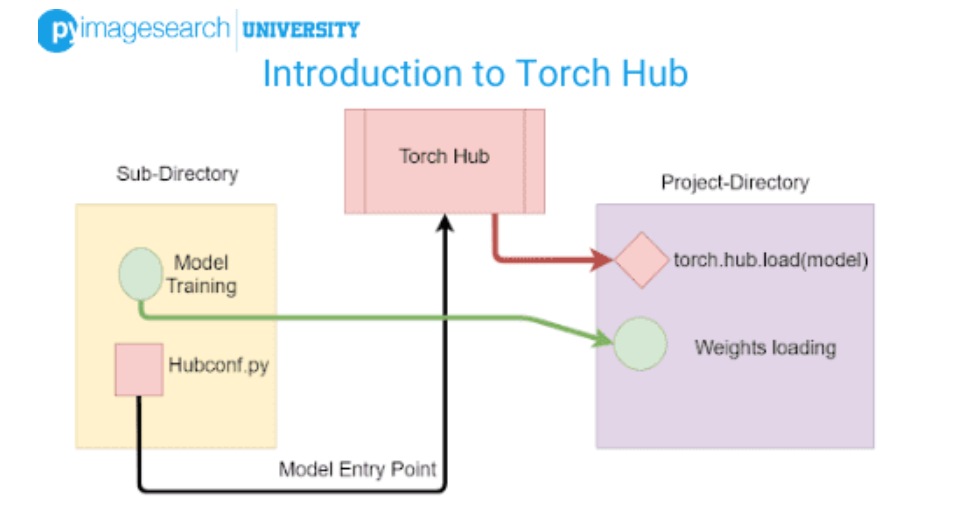 pyimagesearch UNIVERSITY
Introduction to Torch Hub
Torch Hub
Sub-Directory
Project-Directory
Model
Training
torch.hub.load(model)
Hubconf.py
Weights loading
Model Entry Point